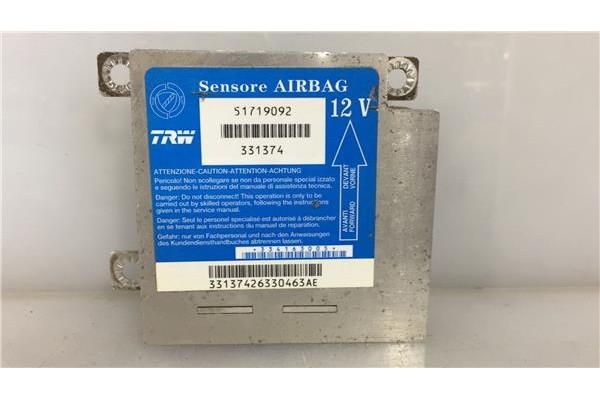 Sensore AIRBAG
51719092
12 V
TRW
331374
ATTENZIONE-CAUTION-ATTENTION-ACHTUNG
Pericolo! Non scollegare se non da personale specializzato
e seguendo le istruzioni del manuale di assistenza tecnica.
Danger: Do not disconnect! This operation is only to be
carried out by skilled operators, following the instructions
given in the service manual.
Danger: Seul le personel specialisé est autorisé à débrancher
en se tenant aux instructions du manuel de reparation.
Gefahr: nur von Fachpersonal und nach den Anweisungen
des Kundendiensthandbuches abtrennen lassen.
AVANTI DEVANT
FORWARD VORNE
33137426330463AE